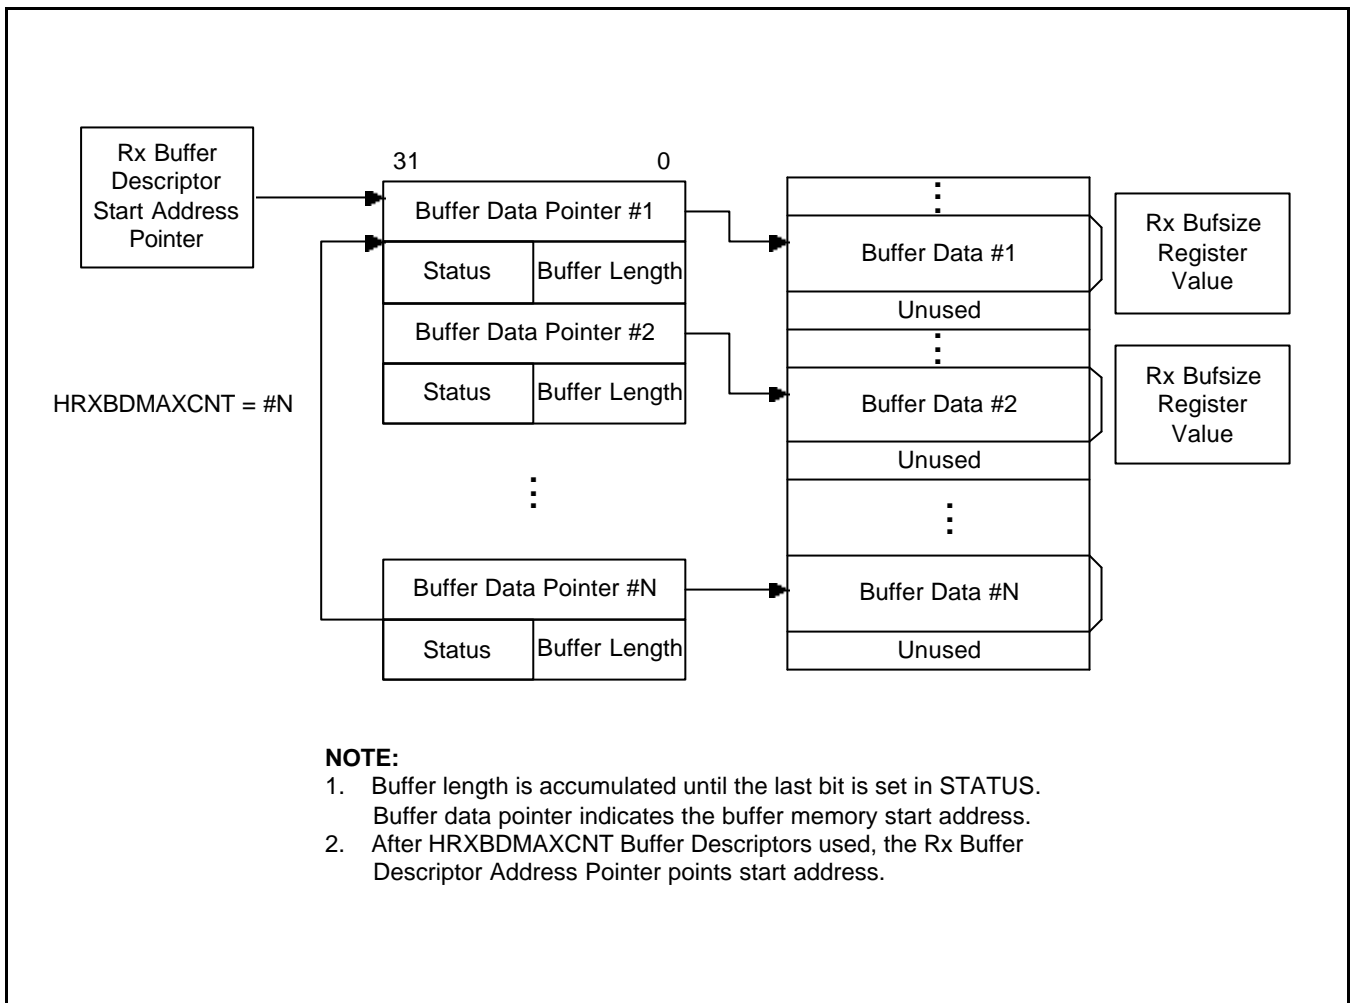 Rx Buffer
Descriptor
Start Address
Pointer
31 0
Buffer Data Pointer #1
Status Buffer Length
Buffer Data Pointer #2
Status Buffer Length
HRXBDMAXCNT = #N
⋮
Buffer Data Pointer #N
Status Buffer Length
⋮
Buffer Data #1
Unused
⋮
Buffer Data #2
Unused
⋮
Buffer Data #N
Unused
Rx Bufsize
Register
Value
Rx Bufsize
Register
Value
NOTE:
1. Buffer length is accumulated until the last bit is set in STATUS.
Buffer data pointer indicates the buffer memory start address.
2. After HRXBDMAXCNT Buffer Descriptors used, the Rx Buffer
Descriptor Address Pointer points start address.